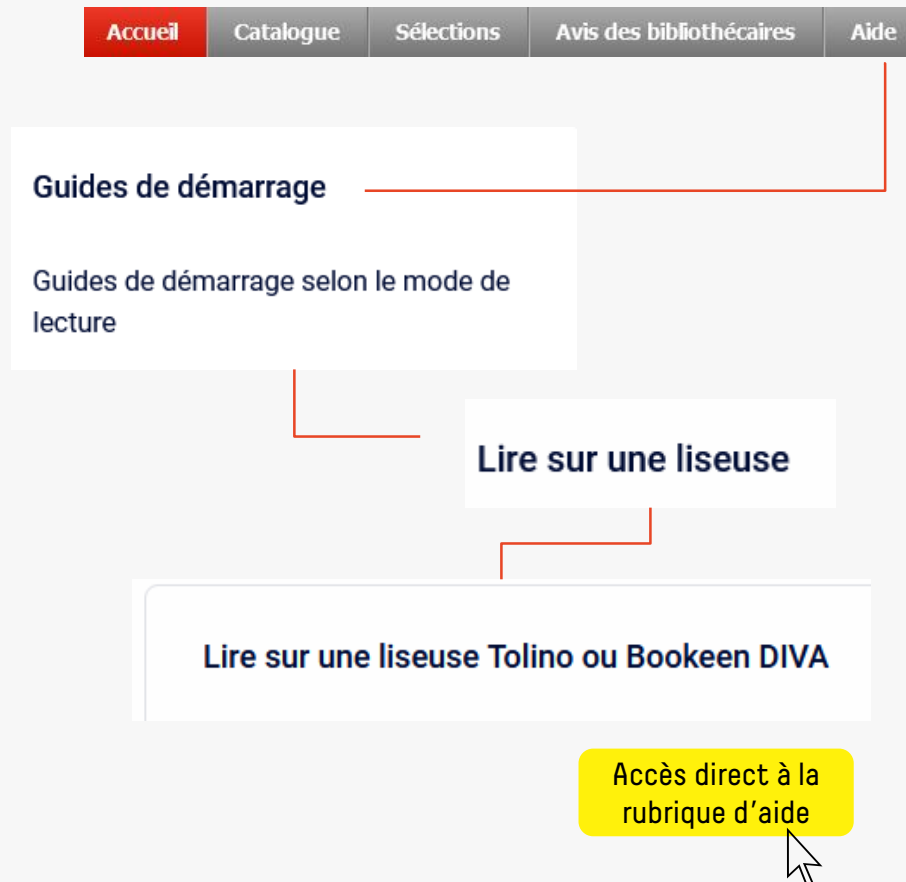 Accueil Catalogue Sélections Avis des bibliothécaires Aide
Guides de démarrage
Guides de démarrage selon le mode de
lecture
Lire sur une liseuse
Lire sur une liseuse Tolino ou Bookeen DIVA
Accès direct à la
rubrique d'aide